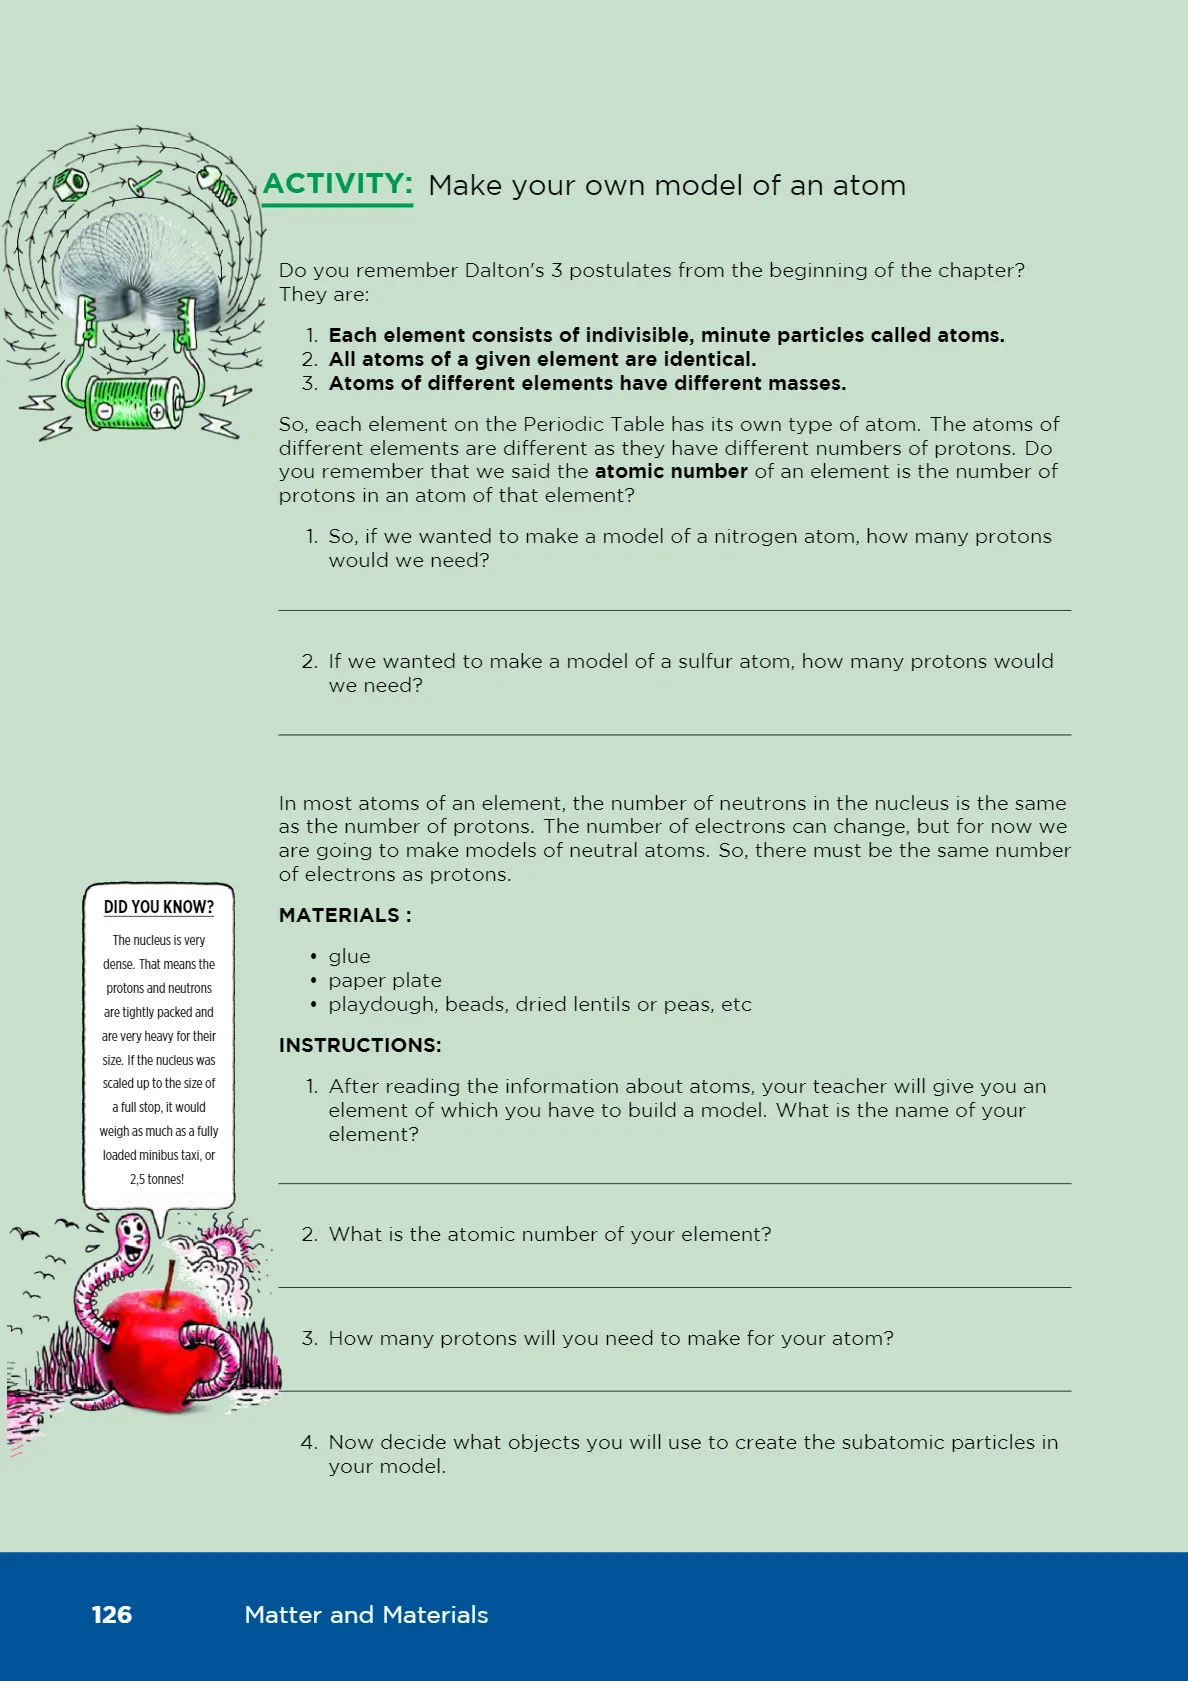 ACTIVITY: Make your own model of an atom
Do you remember Dalton's 3 postulates from the beginning of the chapter?
They are:
1. Each element consists of indivisible, minute particles called atoms.
2. All atoms of a given element are identical.
3. Atoms of different elements have different masses.
So, each element on the Periodic Table has its own type of atom. The atoms of
different elements are different as they have different numbers of protons. Do
you remember that we said the atomic number of an element is the number of
protons in an atom of that element?
1. So, if we wanted to make a model of a nitrogen atom, how many protons
would we need?
2. If we wanted to make a model of a sulfur atom, how many protons would
we need?
In most atoms of an element, the number of neutrons in the nucleus is the same
as the number of protons. The number of electrons can change, but for now we
are going to make models of neutral atoms. So, there must be the same number
of electrons as protons.
MATERIALS :
• glue
• paper plate
• playdough, beads, dried lentils or peas, etc
INSTRUCTIONS:
1. After reading the information about atoms, your teacher will give you an
element of which you have to build a model. What is the name of your
element?
2. What is the atomic number of your element?
3. How many protons will you need to make for your atom?
4. Now decide what objects you will use to create the subatomic particles in
your model.
DID YOU KNOW?
The nucleus is very
dense. That means the
protons and neutrons
are tightly packed and
are very heavy for their
size. If the nucleus was
scaled up to the size of
a full stop, it would
weigh as much as a fully
loaded minibus taxi, or
2,5 tonnes!
126 Matter and Materials